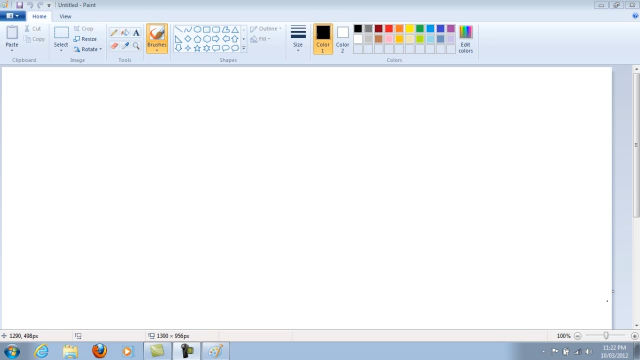 Untitled - Paint
Home View
Paste
Cut
Copy
Clipboard
Select
Crop
Resize
Rotate
Image
A
Tools
Brushes
Shapes
Outline
Fill
Size
Color 1
Color 2
Colors
Edit colors
1290, 498px
1300 × 956px
100%
11:22 PM
10/03/2012